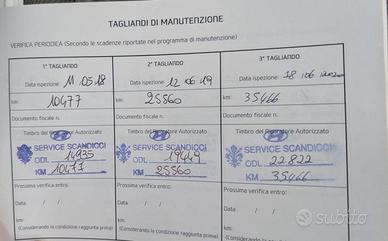 TAGLIANDI DI MANUTENZIONE
VERIFICA PERIODICA (Secondo le scadenze riportate nel programma di manutenzione)
1° TAGLIANDO 2° TAGLIANDO 3° TAGLIANDO
Data ispezione: 11.05.18 Data ispezione: 12/06/19 Data ispezione: 18/06/2020
km: 10477 km: 25560 km: 35466
Documento fiscale n. Documento fiscale n. Documento fiscale n.
Timbro del Riparatore Autorizzato Timbro del Riparatore Autorizzato Timbro del Riparatore Autorizzato
SERVICE SCANDICCI SERVICE SCANDICCI SERVICE SCANDICCI
ODL 14935 ODL 19449 ODL 22.822
KM 10477 KM 25560 KM 35466
Prossima verifica entro: Prossima verifica entro: Prossima verifica entro:
Data / / Data / / Data / /
km: km: km:
(Considerando la condizione raggiunta prima) (Considerando la condizione raggiunta prima) (Considerando la
subito